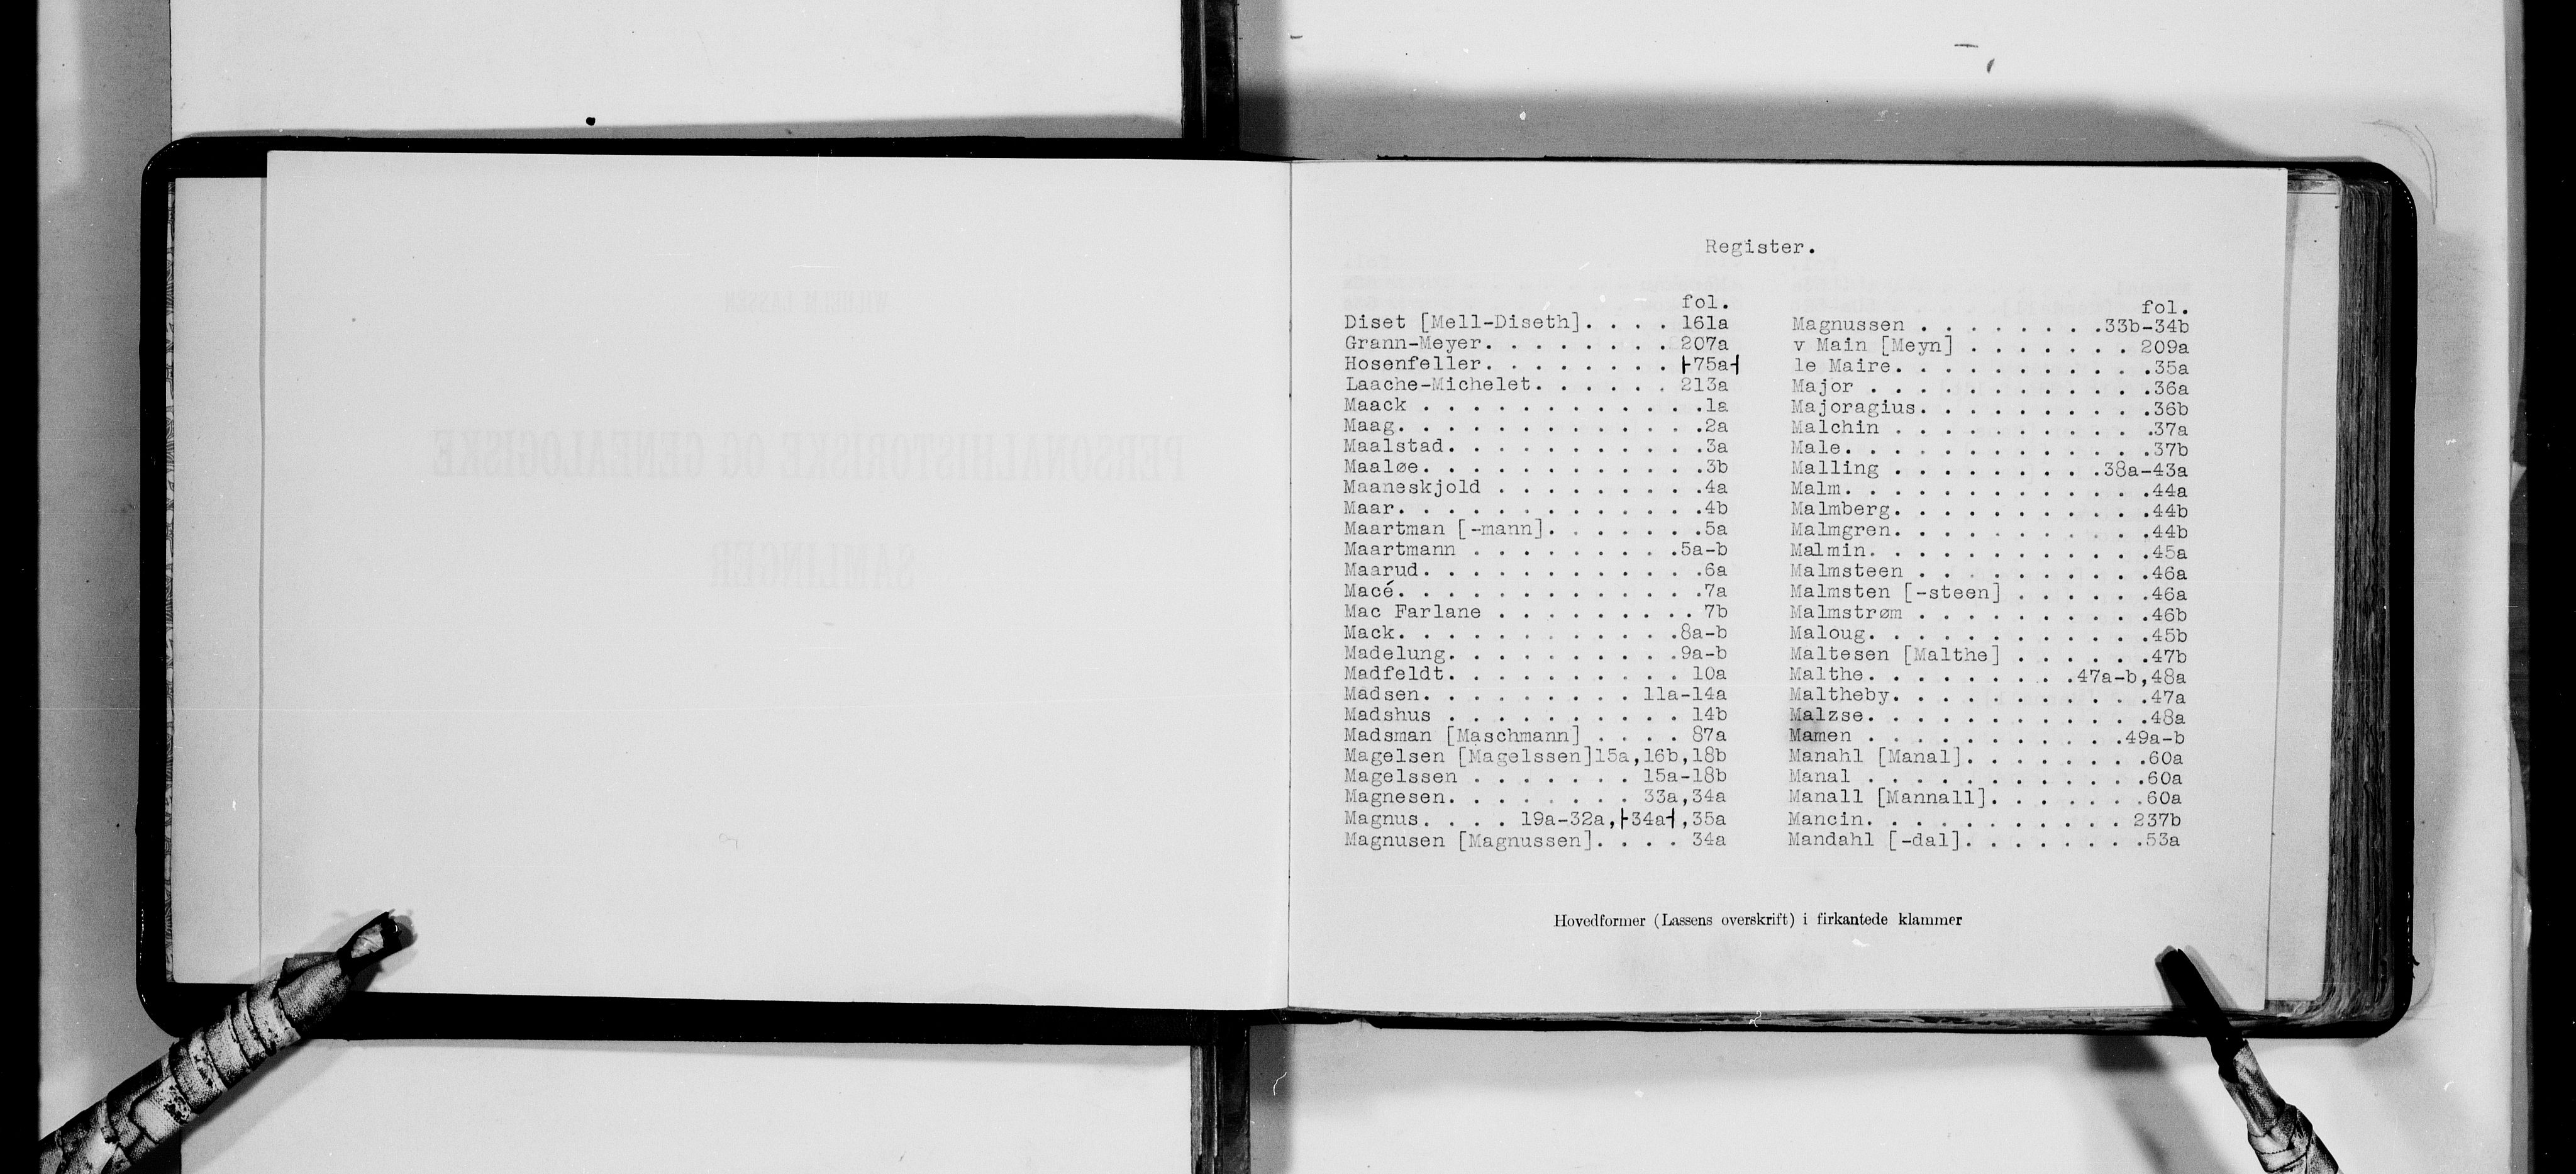 WILHELM LASSEN
PERSONALHISTORISKE OG GENEALOGISKE
SAMLINGER
Register.
fol.
Diset [Mell-Diseth]. . . . 161a
Grann-Meyer. . . . . . . . 207a
Hosenfeller. . . . . . . . ⊢75a⊣
Laache-Michelet. . . . . . 213a
Maack . . . . . . . . . . . .1a
Maag. . . . . . . . . . . . .2a
Maalstad. . . . . . . . . . .3a
Maaløe. . . . . . . . . . . .3b
Maaneskjold . . . . . . . . .4a
Maar. . . . . . . . . . . . .4b
Maartman [-mann]. . . . . . .5a
Maartmann . . . . . . . . .5a-b
Maarud. . . . . . . . . . . .6a
Macé. . . . . . . . . . . . .7a
Mac Farlane . . . . . . . . . 7b
Mack. . . . . . . . . . . .8a-b
Madelung. . . . . . . . . .9a-b
Madfeldt. . . . . . . . . . 10a
Madsen. . . . . . . . . 11a-14a
Madshus . . . . . . . . . . 14b
Madsman [Maschmann] . . . . 87a
Magelsen [Magelssen]15a,16b,18b
Magelssen . . . . . . . 15a-18b
Magnesen. . . . . . . . 33a,34a
Magnus. . . . 19a-32a,⊢34a⊣,35a
Magnusen [Magnussen]. . . . 34a
fol.
Magnussen . . . . . . . .33b-34b
v Main [Meyn] . . . . . . . 209a
le Maire. . . . . . . . . . .35a
Major . . . . . . . . . . . .36a
Majoragius. . . . . . . . . .36b
Malchin . . . . . . . . . . .37a
Male. . . . . . . . . . . . .37b
Malling . . . . . . . . .38a-43a
Malm. . . . . . . . . . . . .44a
Malmberg. . . . . . . . . . .44b
Malmgren. . . . . . . . . . .44b
Malmin. . . . . . . . . . . .45a
Malmsteen . . . . . . . . . .46a
Malmsten [-steen] . . . . . .46a
Malmstrøm . . . . . . . . . .46b
Maloug. . . . . . . . . . . .45b
Maltesen [Malthe] . . . . . .47b
Malthe. . . . . . . . .47a-b,48a
Maltheby. . . . . . . . . . .47a
Malzse. . . . . . . . . . . .48a
Mamen . . . . . . . . . . .49a-b
Manahl [Manal]. . . . . . . .60a
Manal . . . . . . . . . . . .60a
Manall [Mannall]. . . . . . .60a
Mancin. . . . . . . . . . . 237b
Mandahl [-dal]. . . . . . . .53a
Hovedformer (Lassens overskrift) i firkantede klammer